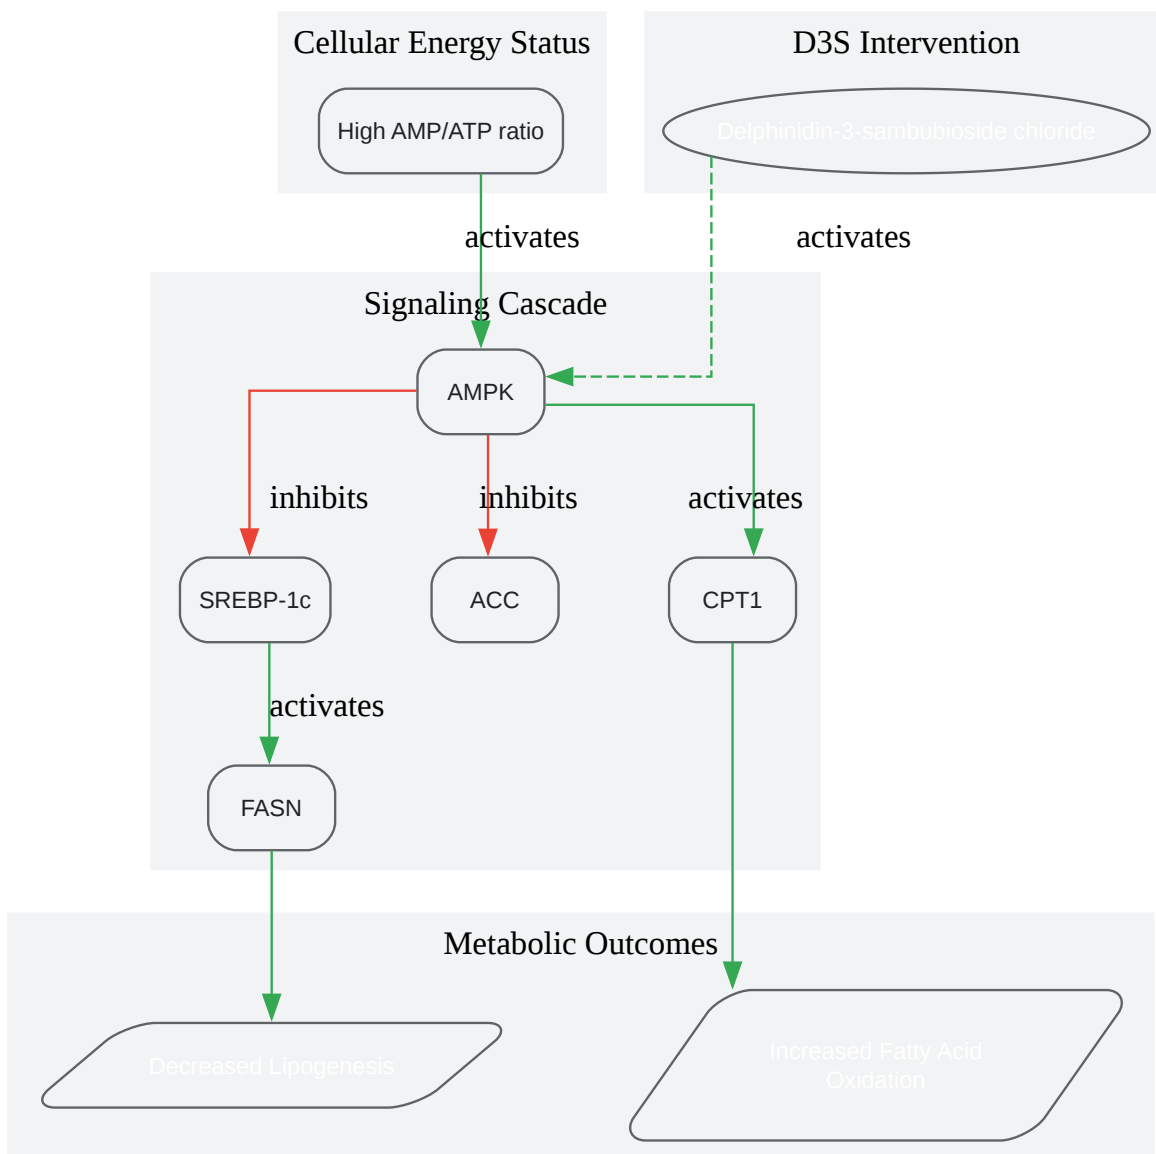 Cellular Energy Status
D3S Intervention
High AMP/ATP ratio
Delphinidin-3-sambubioside chloride
activates
activates
Signaling Cascade
AMPK
inhibits
inhibits
activates
SREBP-1c
ACC
CPT1
activates
FASN
Metabolic Outcomes
Decreased Lipogenesis
Increased Fatty Acid
Oxidation